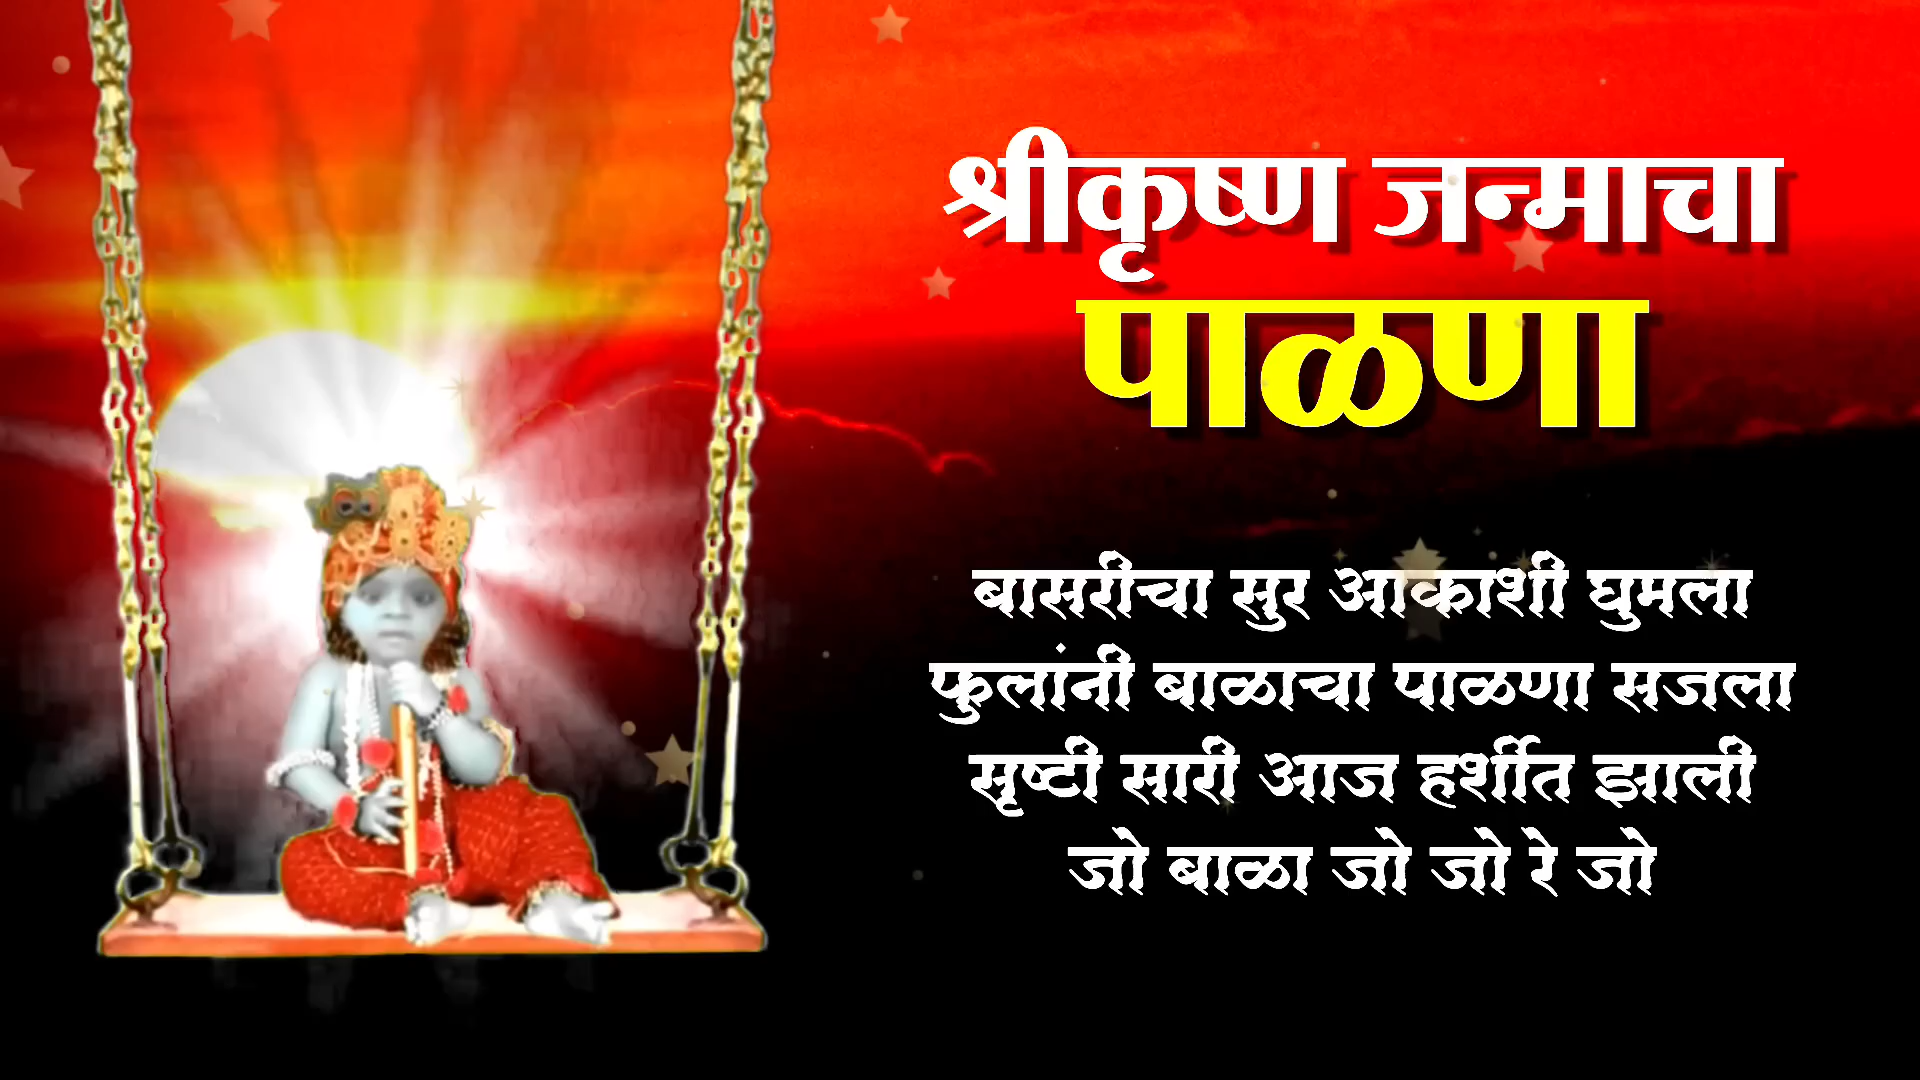 श्रीकृष्ण जन्माचा
पाळणा
बासरीचा सुर आकाशी घुमला
फुलांनी बाळाचा पाळणा सजला
सृष्टी सारी आज हर्शीत झाली
जो बाळा जो जो रे जो